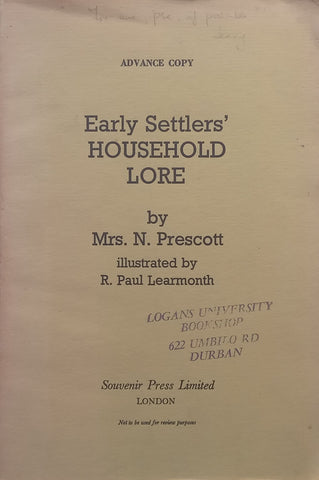 ADVANCE COPY
Early Settlers'
HOUSEHOLD
LORE
by
Mrs. N. Prescott
illustrated by
R. Paul Learmonth
LOGANS UNIVERSITY
BOOKSHOP
622 UMBILO RD
DURBAN
Souvenir Press Limited
LONDON
Not to be used for review purposes